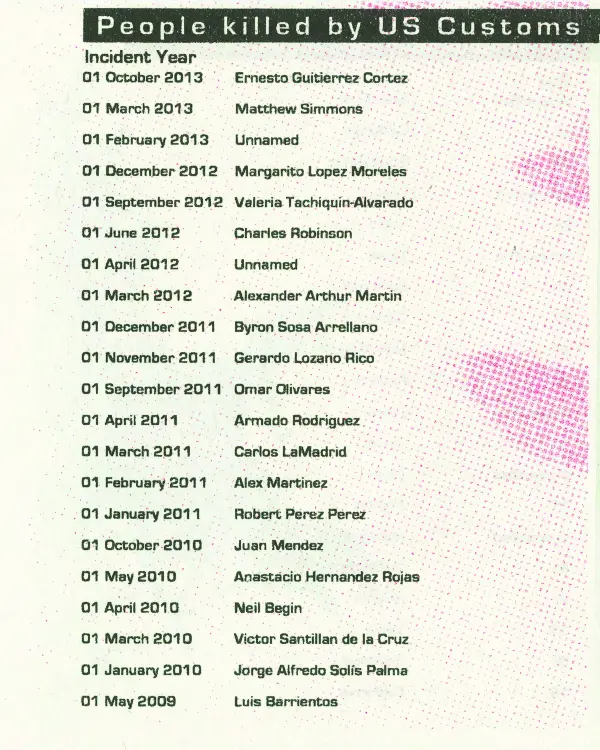 People killed by US Customs
Incident Year
01 October 2013 Ernesto Guitierrez Cortez
01 March 2013 Matthew Simmons
01 February 2013 Unnamed
01 December 2012 Margarito Lopez Moreles
01 September 2012 Valeria Tachiquin-Alvarado
01 June 2012 Charles Robinson
01 April 2012 Unnamed
01 March 2012 Alexander Arthur Martin
01 December 2011 Byron Sosa Arrellano
01 November 2011 Gerardo Lozano Rico
01 September 2011 Omar Olivares
01 April 2011 Armado Rodriguez
01 March 2011 Carlos LaMadrid
01 February 2011 Alex Martinez
01 January 2011 Robert Perez Perez
01 October 2010 Juan Mendez
01 May 2010 Anastacio Hernandez Rojas
01 April 2010 Neil Begin
01 March 2010 Victor Santillan de la Cruz
01 January 2010 Jorge Alfredo Solís Palma
01 May 2009 Luis Barrientos